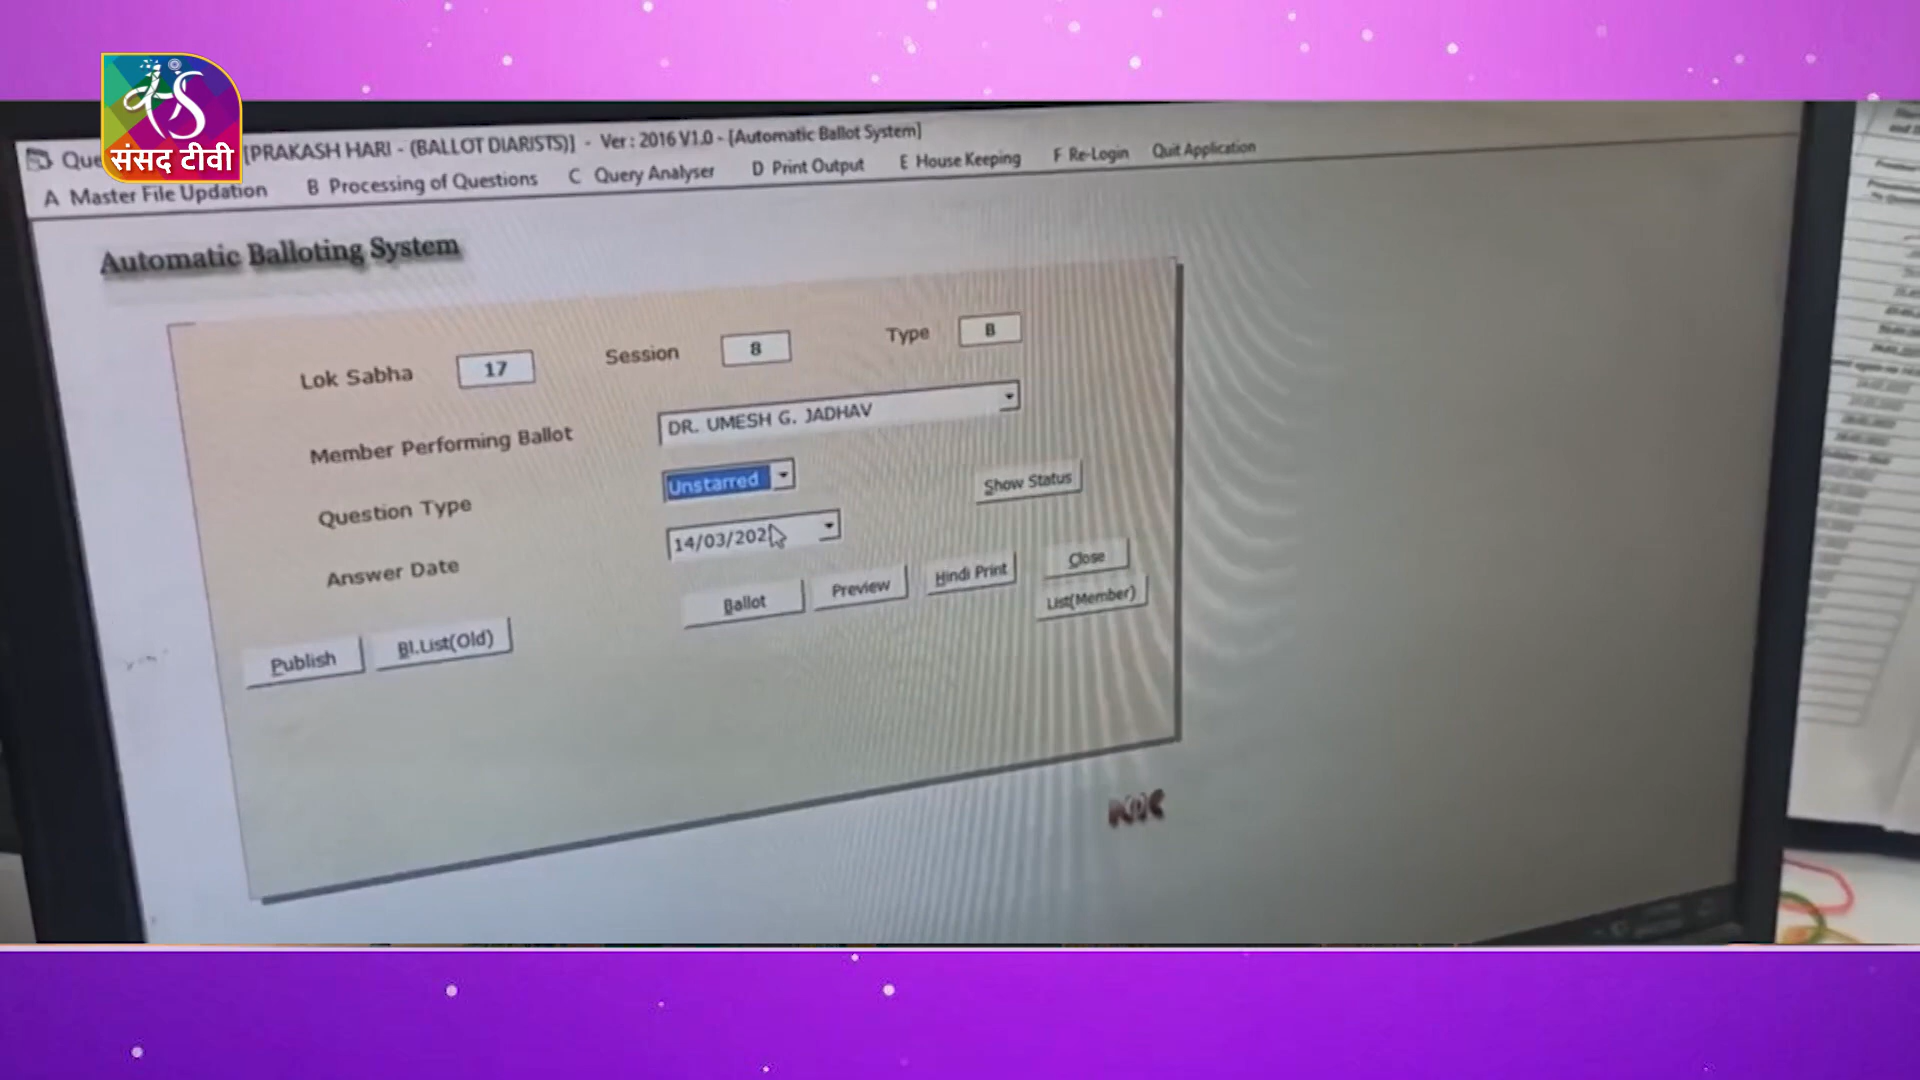 संसद टीवी
[PRAKASH HARI - (BALLOT DIARISTS)] - Ver : 2016 V1.0 - [Automatic Ballot System]
A Master File Updation B Processing of Questions C Query Analyser D Print Output E House Keeping F Re-Login Quit Application
Automatic Balloting System
Lok Sabha 17 Session 8 Type B
Member Performing Ballot DR. UMESH G. JADHAV
Question Type Unstarred Show Status
Answer Date 14/03/202
Ballot Preview Hindi Print Close
List(Member)
Publish Bl.List(Old)
NIC